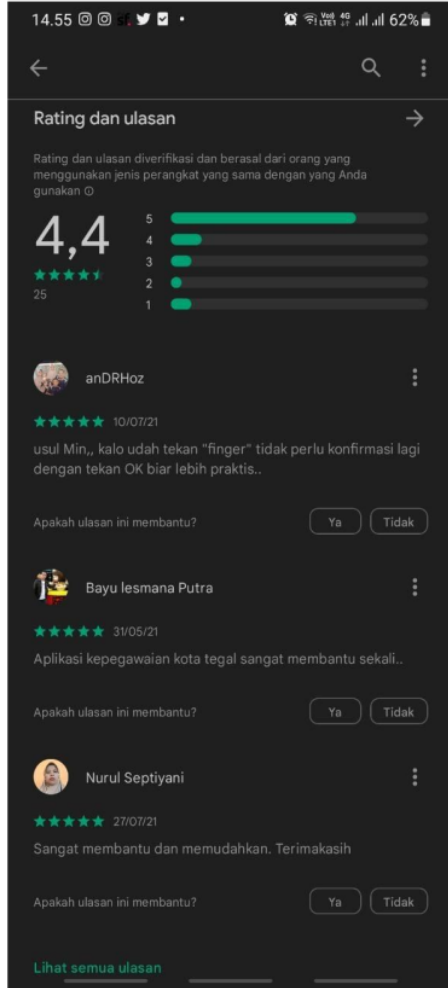 14.55
62%
Rating dan ulasan
Rating dan ulasan diverifikasi dan berasal dari orang yang
menggunakan jenis perangkat yang sama dengan yang Anda
gunakan
4,4
5
4
3
2
1
25
anDRHoz
10/07/21
usul Min,, kalo udah tekan "finger" tidak perlu konfirmasi lagi
dengan tekan OK biar lebih praktis..
Apakah ulasan ini membantu?
Ya
Tidak
Bayu lesmana Putra
31/05/21
Aplikasi kepegawaian kota tegal sangat membantu sekali..
Apakah ulasan ini membantu?
Ya
Tidak
Nurul Septiyani
27/07/21
Sangat membantu dan memudahkan. Terimakasih
Apakah ulasan ini membantu?
Ya
Tidak
Lihat semua ulasan